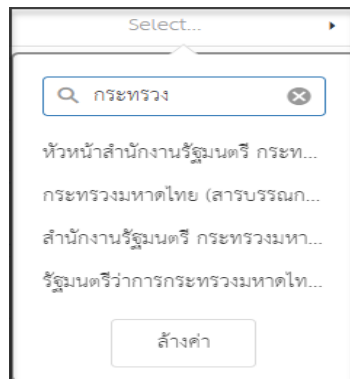 Select...
กระทรวง
หัวหน้าสำนักงานรัฐมนตรี กระท...
กระทรวงมหาดไทย (สารบรรณก...
สำนักงานรัฐมนตรี กระทรวงมหา...
รัฐมนตรีว่าการกระทรวงมหาดไท...
ล้างค่า